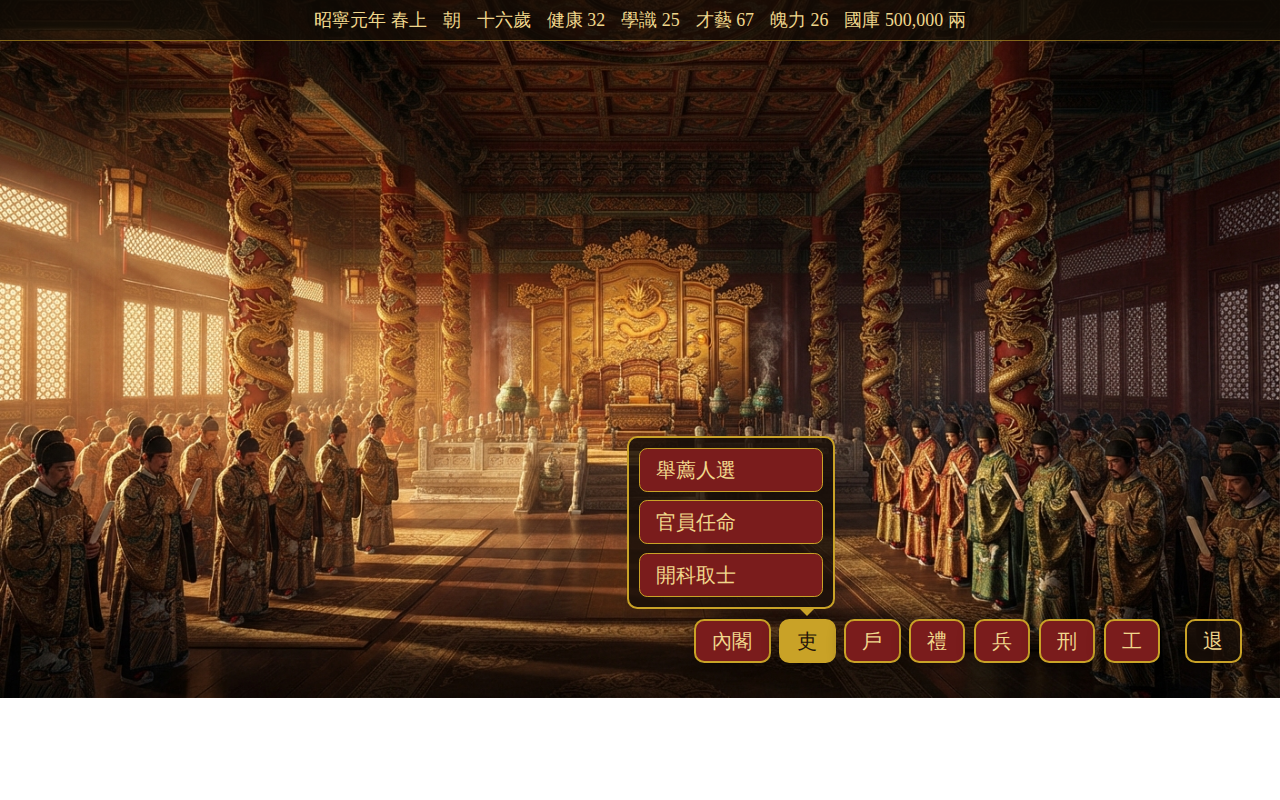 昭寧元年 春上 朝 十六歲 健康 32 學識 25 才藝 67 魄力 26 國庫 500,000 兩
舉薦人選
官員任命
開科取士
內閣 吏 戶 禮 兵 刑 工 退